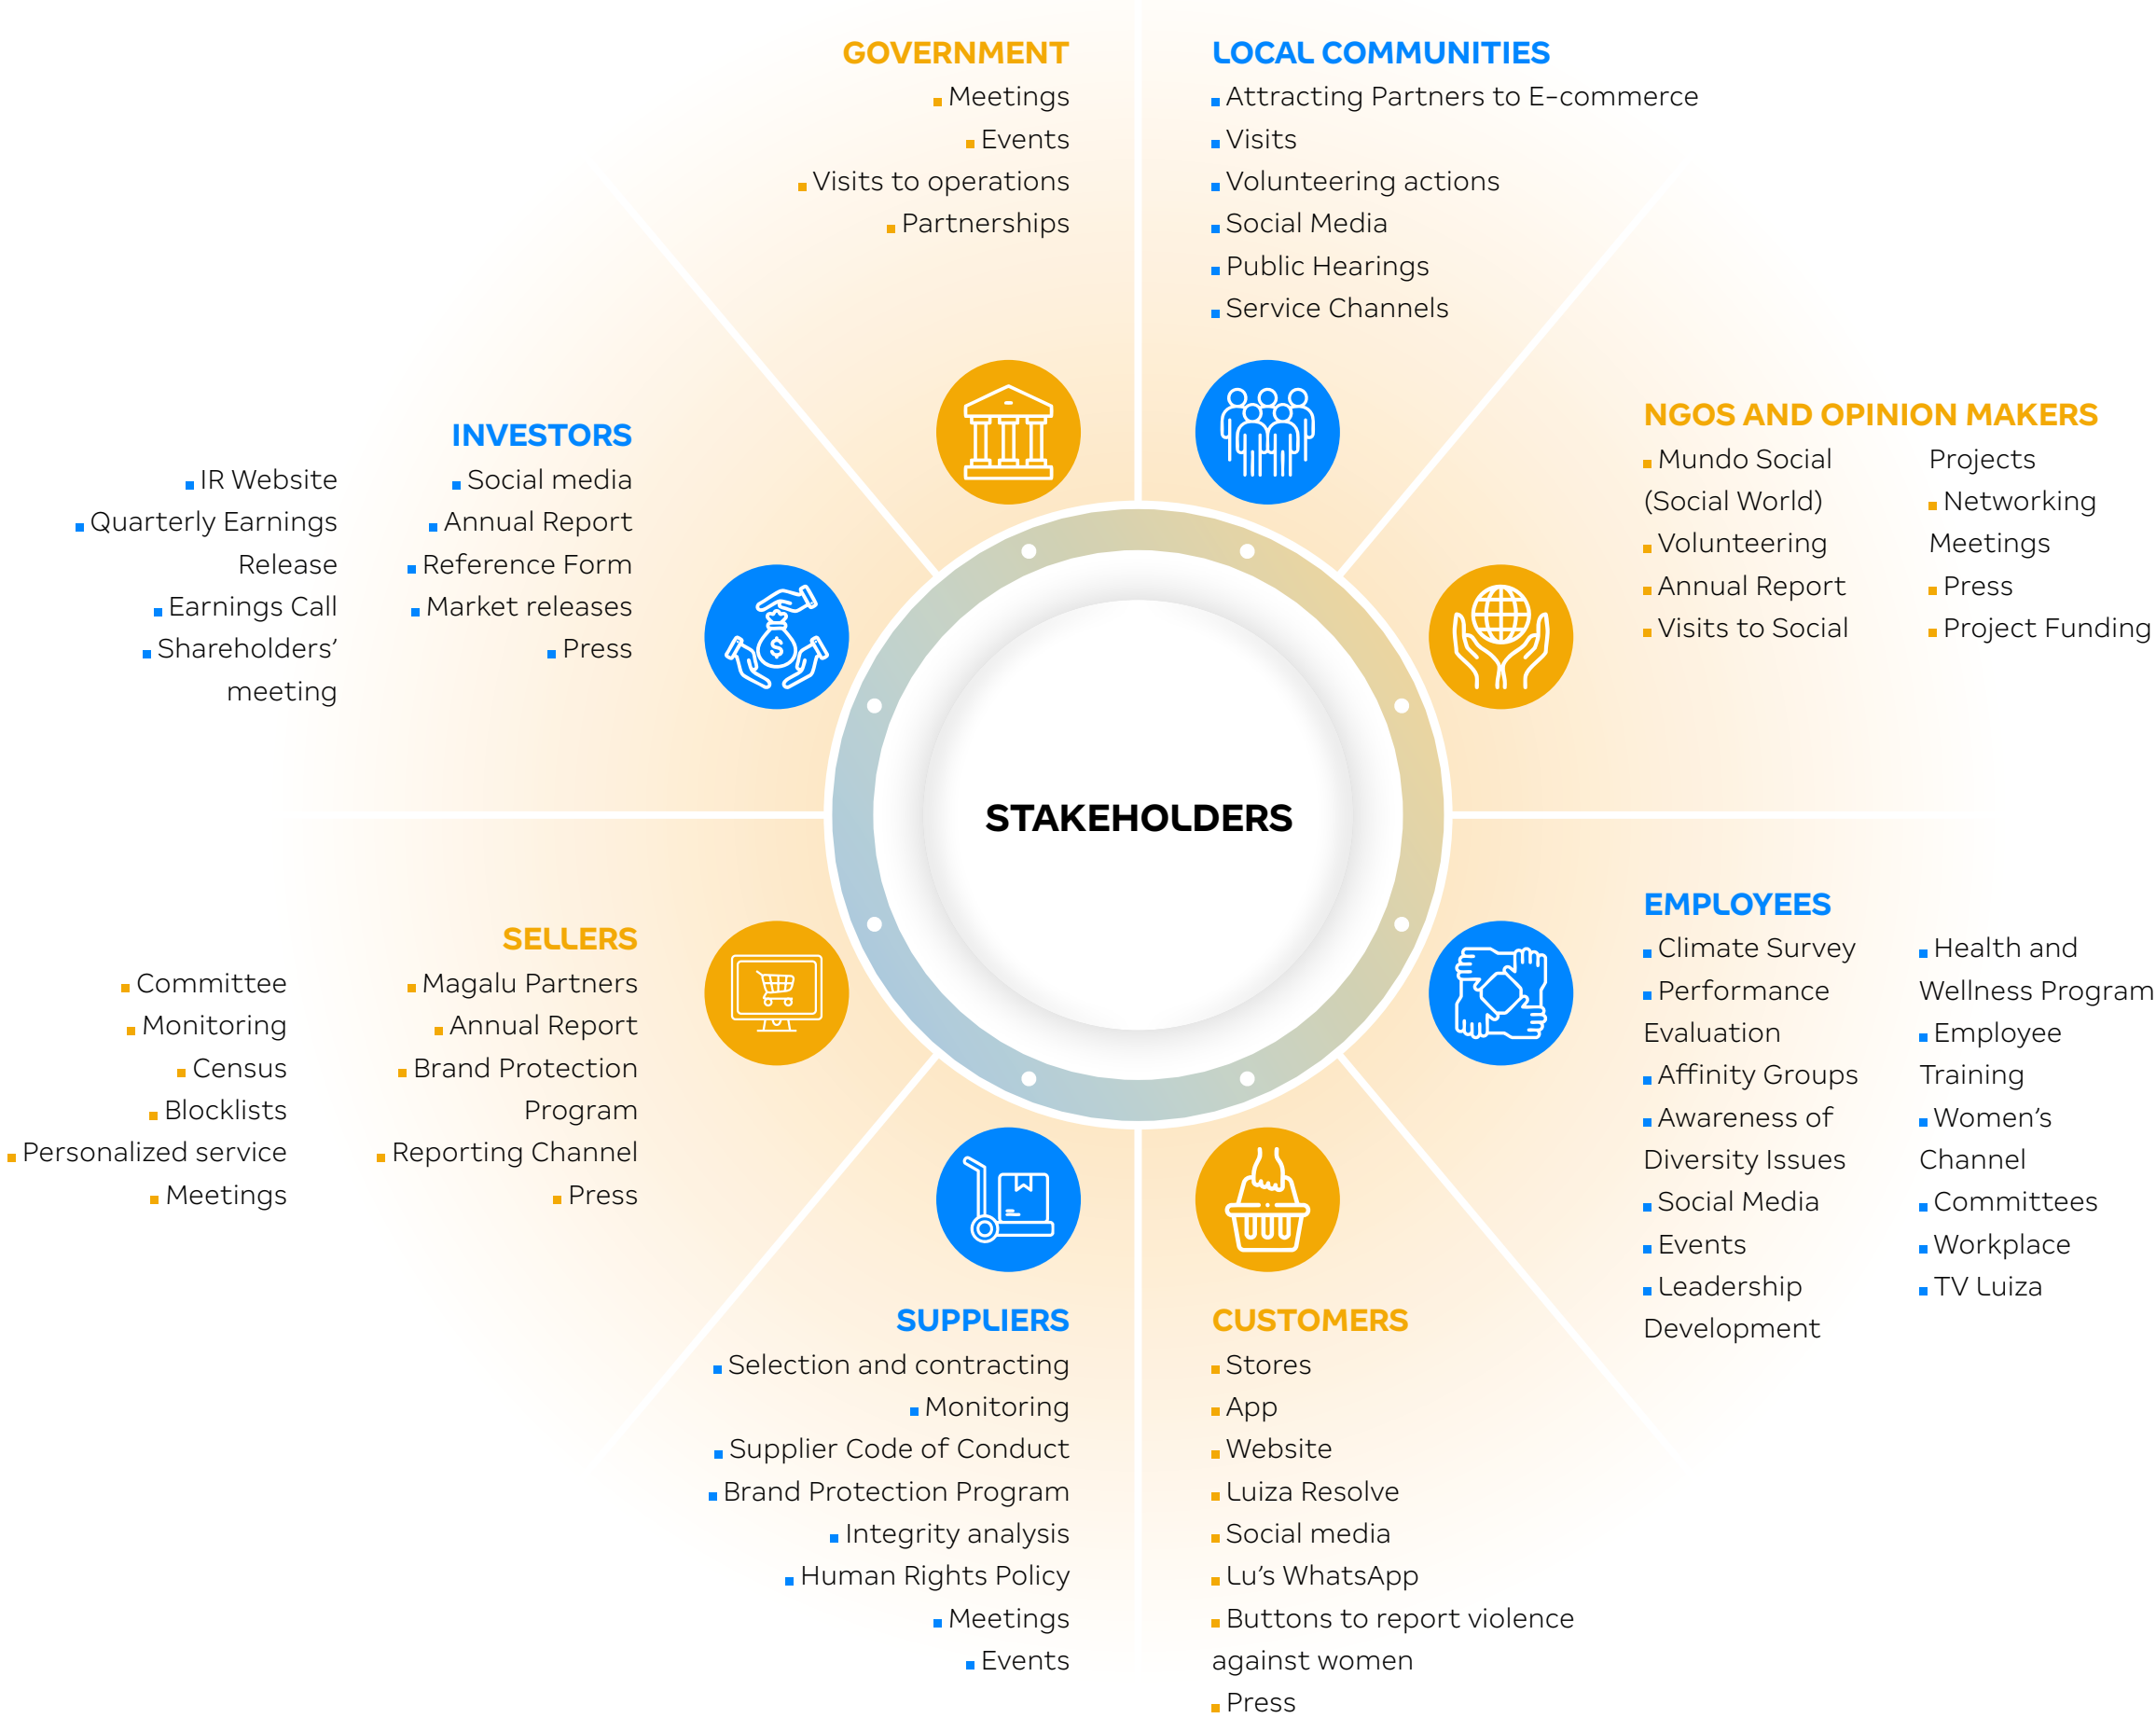 GOVERNMENT
Meetings
Events
Visits to operations
Partnerships
LOCAL COMMUNITIES
Attracting Partners to E-commerce
Visits
Volunteering actions
Social Media
Public Hearings
Service Channels
INVESTORS
IR Website
Quarterly Earnings
Release
Earnings Call
Shareholders’
meeting
Social media
Annual Report
Reference Form
Market releases
Press
NGOS AND OPINION MAKERS
Mundo Social
(Social World)
Volunteering
Annual Report
Visits to Social
Projects
Networking
Meetings
Press
Project Funding
STAKEHOLDERS
SELLERS
Committee
Monitoring
Census
Blocklists
Personalized service
Meetings
Magalu Partners
Annual Report
Brand Protection
Program
Reporting Channel
Press
EMPLOYEES
Climate Survey
Performance
Evaluation
Affinity Groups
Awareness of
Diversity Issues
Social Media
Events
Leadership
Development
Health and
Wellness Program
Employee
Training
Women’s
Channel
Committees
Workplace
TV Luiza
SUPPLIERS
Selection and contracting
Monitoring
Supplier Code of Conduct
Brand Protection Program
Integrity analysis
Human Rights Policy
Meetings
Events
CUSTOMERS
Stores
App
Website
Luiza Resolve
Social media
Lu’s WhatsApp
Buttons to report violence
against women
Press